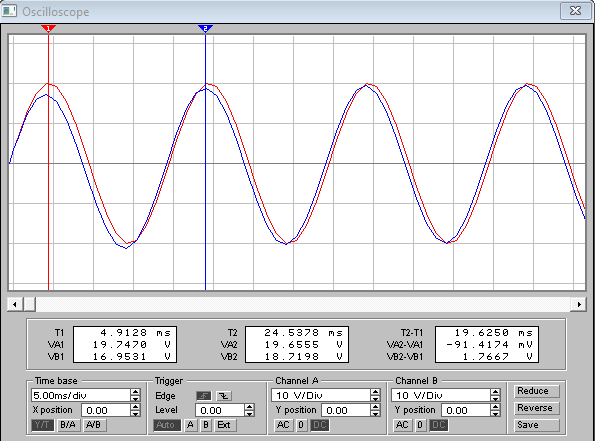 Oscilloscope
1 2
T1 4.9128 ms T2 24.5378 ms T2-T1 19.6250 ms
VA1 19.7470 V VA2 19.6555 V VA2-VA1 -91.4174 mV
VB1 16.9531 V VB2 18.7198 V VB2-VB1 1.7667 V
Time base Trigger Channel A Channel B
5.00ms/div Edge 10 V/Div 10 V/Div Reduce
X position 0.00 Level 0.00 Y position 0.00 Y position 0.00 Reverse
Y/T B/A A/B Auto A B Ext AC 0 DC AC 0 DC Save